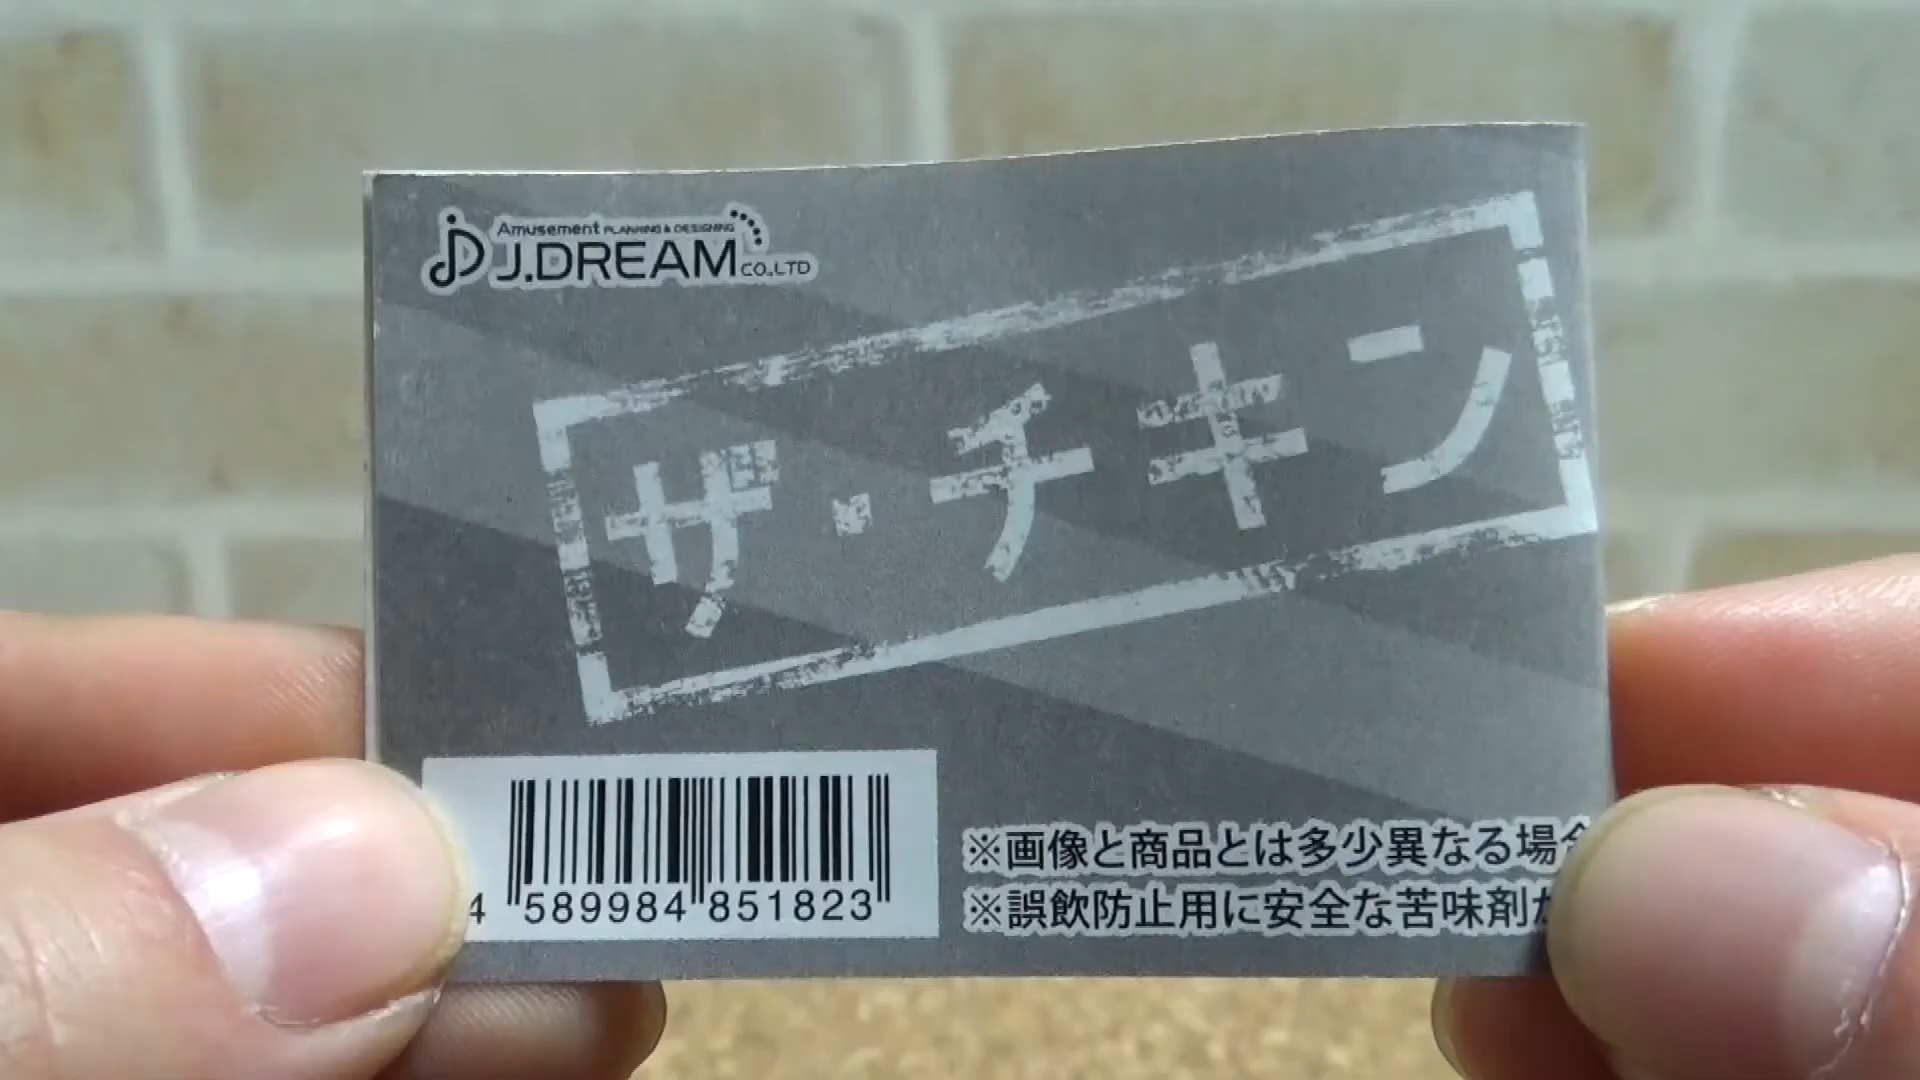 Amusement PLANNING & DESIGNING
J.DREAM CO.LTD
ザ・チキン
4 589984 851823
※画像と商品とは多少異なる場合
※誤飲防止用に安全な苦味剤が